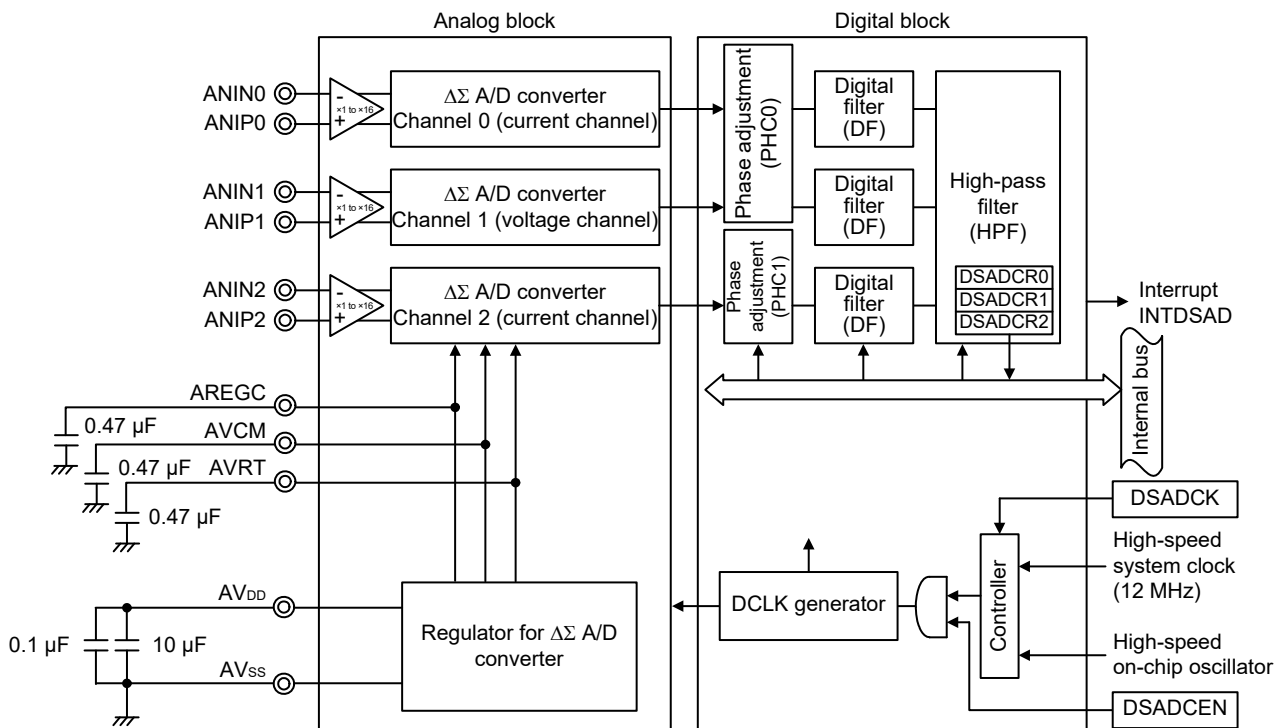 Analog block
Digital block
ANIN0
ANIP0
-
×1 to ×16
+
ΔΣ A/D converter
Channel 0 (current channel)
Phase adjustment
(PHC0)
Digital
filter
(DF)
High-pass
filter
(HPF)
ANIN1
ANIP1
-
×1 to ×16
+
ΔΣ A/D converter
Channel 1 (voltage channel)
Digital
filter
(DF)
ANIN2
ANIP2
-
×1 to ×16
+
ΔΣ A/D converter
Channel 2 (current channel)
Phase
adjustment
(PHC1)
Digital
filter
(DF)
DSADCR0
DSADCR1
DSADCR2
Interrupt
INTDSAD
Internal bus
AREGC
0.47 µF
AVCM
0.47 µF
AVRT
0.47 µF
DSADCK
High-speed
system clock
(12 MHz)
Controller
DCLK generator
High-speed
on-chip oscillator
DSADCEN
AVDD
0.1 µF
10 µF
AVSS
Regulator for ΔΣ A/D
converter